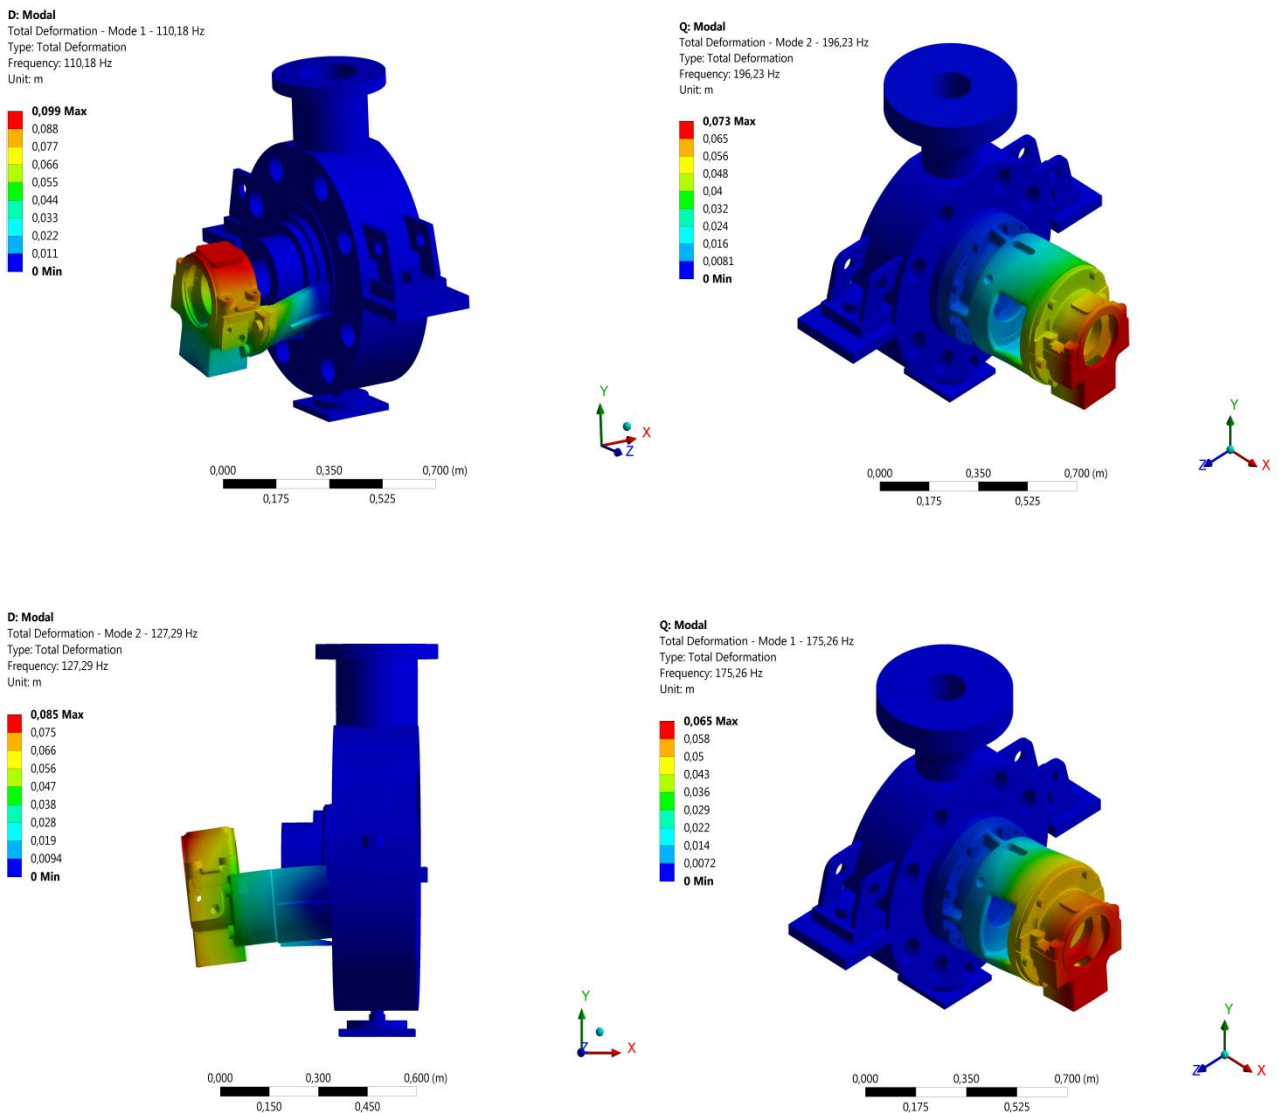 D: Modal
Total Deformation - Mode 1 - 110,18 Hz
Type: Total Deformation
Frequency: 110,18 Hz
Unit: m
0,099 Max
0,088
0,077
0,066
0,055
0,044
0,033
0,022
0,011
0 Min
Y
X
Z
0,000 0,350 0,700 (m)
0,175 0,525
Q: Modal
Total Deformation - Mode 2 - 196,23 Hz
Type: Total Deformation
Frequency: 196,23 Hz
Unit: m
0,073 Max
0,065
0,056
0,048
0,04
0,032
0,024
0,016
0,0081
0 Min
Y
Z X
0,000 0,350 0,700 (m)
0,175 0,525
D: Modal
Total Deformation - Mode 2 - 127,29 Hz
Type: Total Deformation
Frequency: 127,29 Hz
Unit: m
0,085 Max
0,075
0,066
0,056
0,047
0,038
0,028
0,019
0,0094
0 Min
Y
Z X
0,000 0,300 0,600 (m)
0,150 0,450
Q: Modal
Total Deformation - Mode 1 - 175,26 Hz
Type: Total Deformation
Frequency: 175,26 Hz
Unit: m
0,065 Max
0,058
0,05
0,043
0,036
0,029
0,022
0,014
0,0072
0 Min
Y
Z X
0,000 0,350 0,700 (m)
0,175 0,525